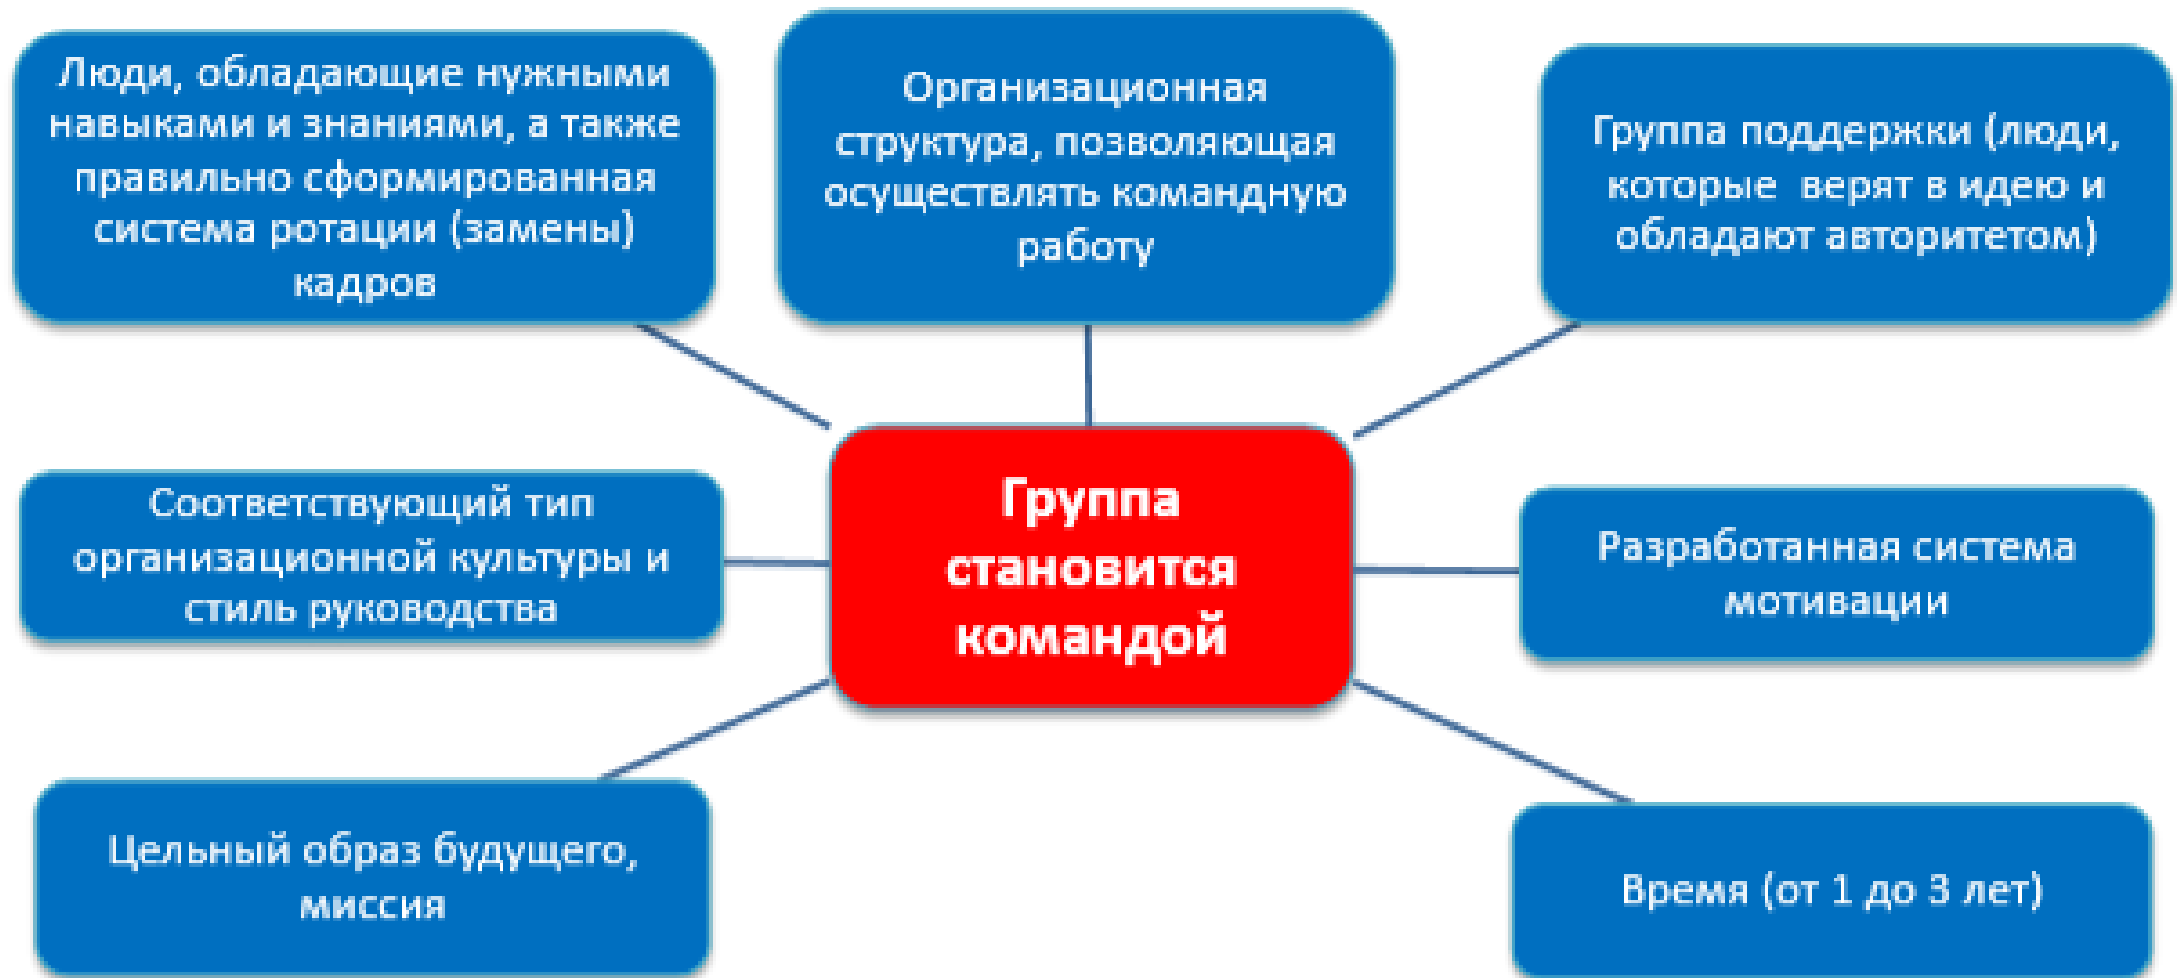 Люди, обладающие нужными
навыками и знаниями, а также
правильно сформированная
система ротации (замены)
кадров
Организационная
структура, позволяющая
осуществлять командную
работу
Группа поддержки (люди,
которые верят в идею и
обладают авторитетом)
Соответствующий тип
организационной культуры и
стиль руководства
Группа
становится
командой
Разработанная система
мотивации
Цельный образ будущего,
миссия
Время (от 1 до 3 лет)